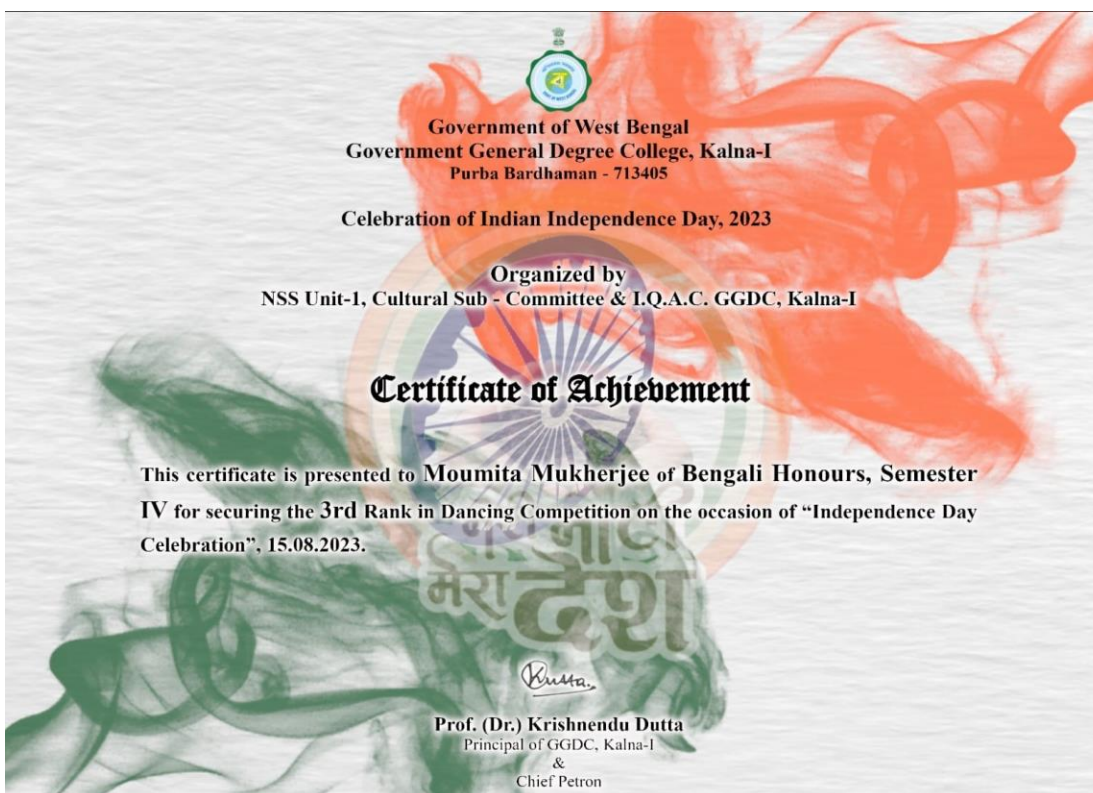 Government of West Bengal
Government General Degree College, Kalna-I
Purba Bardhaman - 713405
Celebration of Indian Independence Day, 2023
Organized by
NSS Unit-1, Cultural Sub - Committee & I.Q.A.C. GGDC, Kalna-I
Certificate of Achievement
This certificate is presented to Moumita Mukherjee of Bengali Honours, Semester
IV for securing the 3rd Rank in Dancing Competition on the occasion of “Independence Day
Celebration”, 15.08.2023.
माटी
मेरा देश
Prof. (Dr.) Krishnendu Dutta
Principal of GGDC, Kalna-I
&
Chief Petron